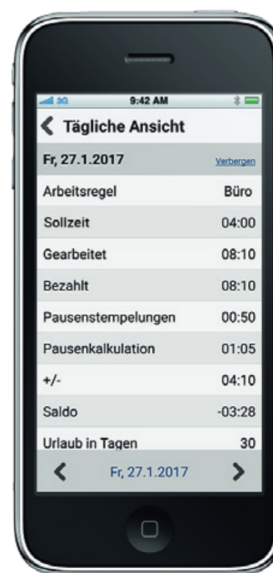 3G 9:42 AM
Tägliche Ansicht
Fr, 27.1.2017 Verbergen
Arbeitsregel Büro
Sollzeit 04:00
Gearbeitet 08:10
Bezahlt 08:10
Pausenstempelungen 00:50
Pausenkalkulation 01:05
+/- 04:10
Saldo -03:28
Urlaub in Tagen 30
Fr, 27.1.2017